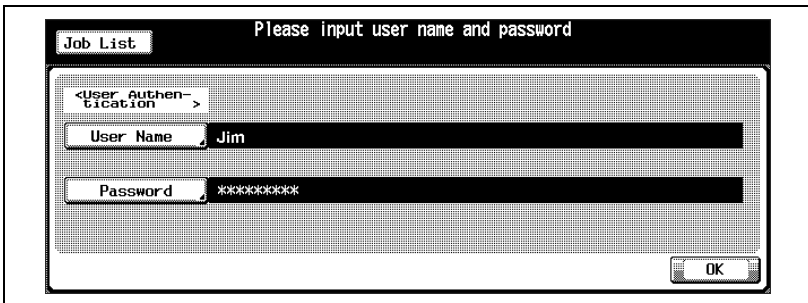 Please input user name and password
Job List
<User Authen-
tication >
User Name Jim
Password *********
OK